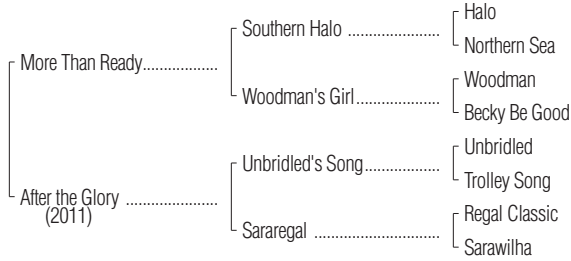 Halo
Southern Halo ....................
Northern Sea
More Than Ready.................
Woodman
Woodman's Girl ..................
Becky Be Good
Unbridled
Unbridled's Song .................
Trolley Song
After the Glory ....................
(2011)
Regal Classic
Sararegal ...........................
Sarawilha